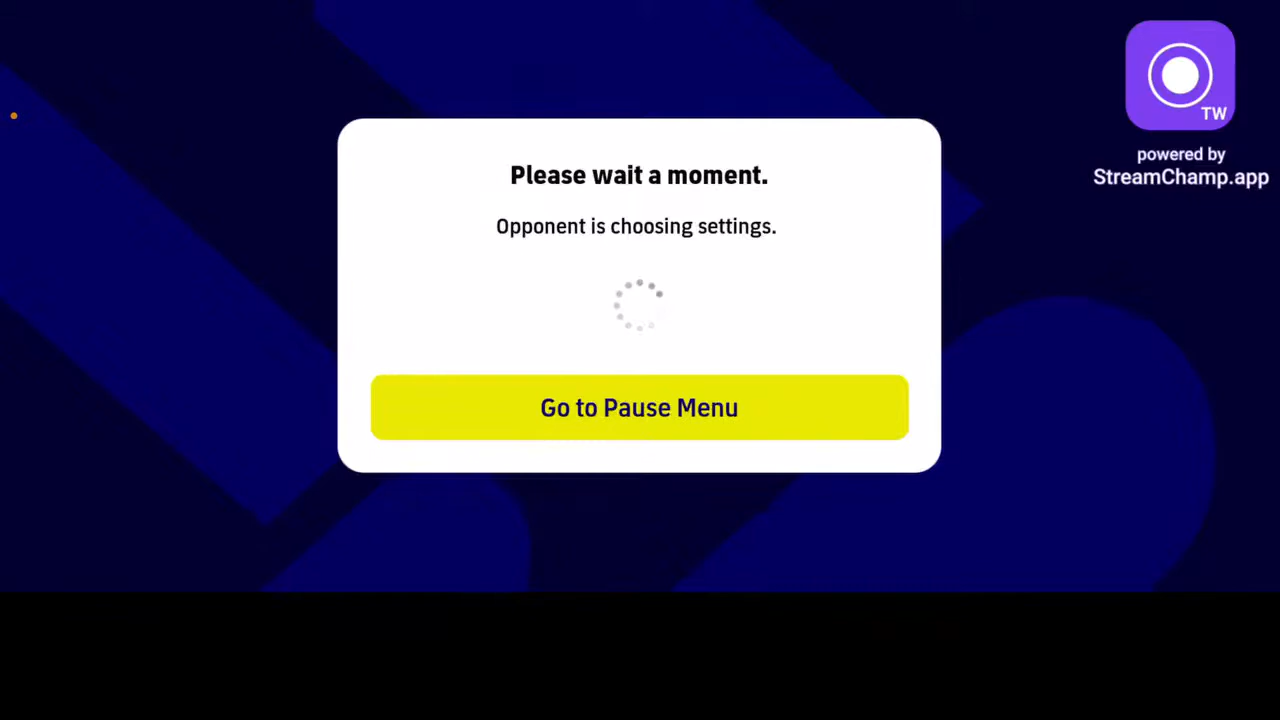 TW
powered by
StreamChamp.app
Please wait a moment.
Opponent is choosing settings.
Go to Pause Menu